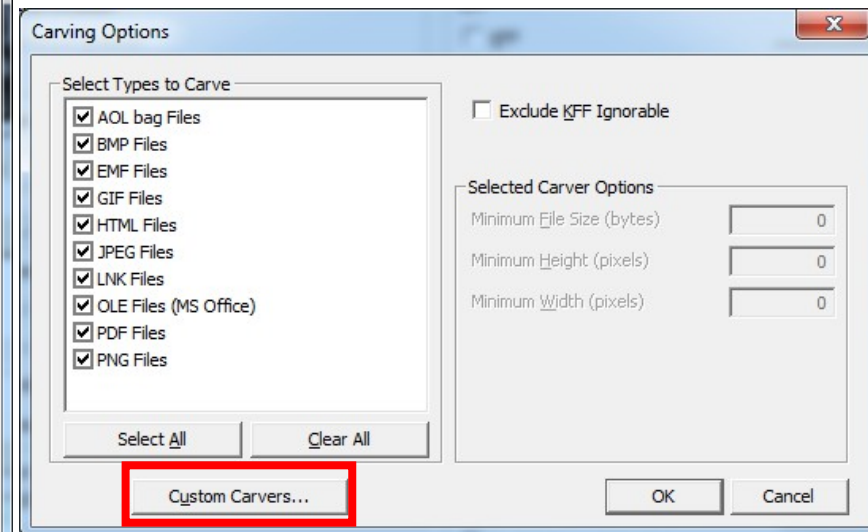 Carving Options
Select Types to Carve
AOL bag Files
BMP Files
EMF Files
GIF Files
HTML Files
JPEG Files
LNK Files
OLE Files (MS Office)
PDF Files
PNG Files
Select All
Clear All
Custom Carvers...
Exclude KFF Ignorable
Selected Carver Options
Minimum File Size (bytes) 0
Minimum Height (pixels) 0
Minimum Width (pixels) 0
OK
Cancel